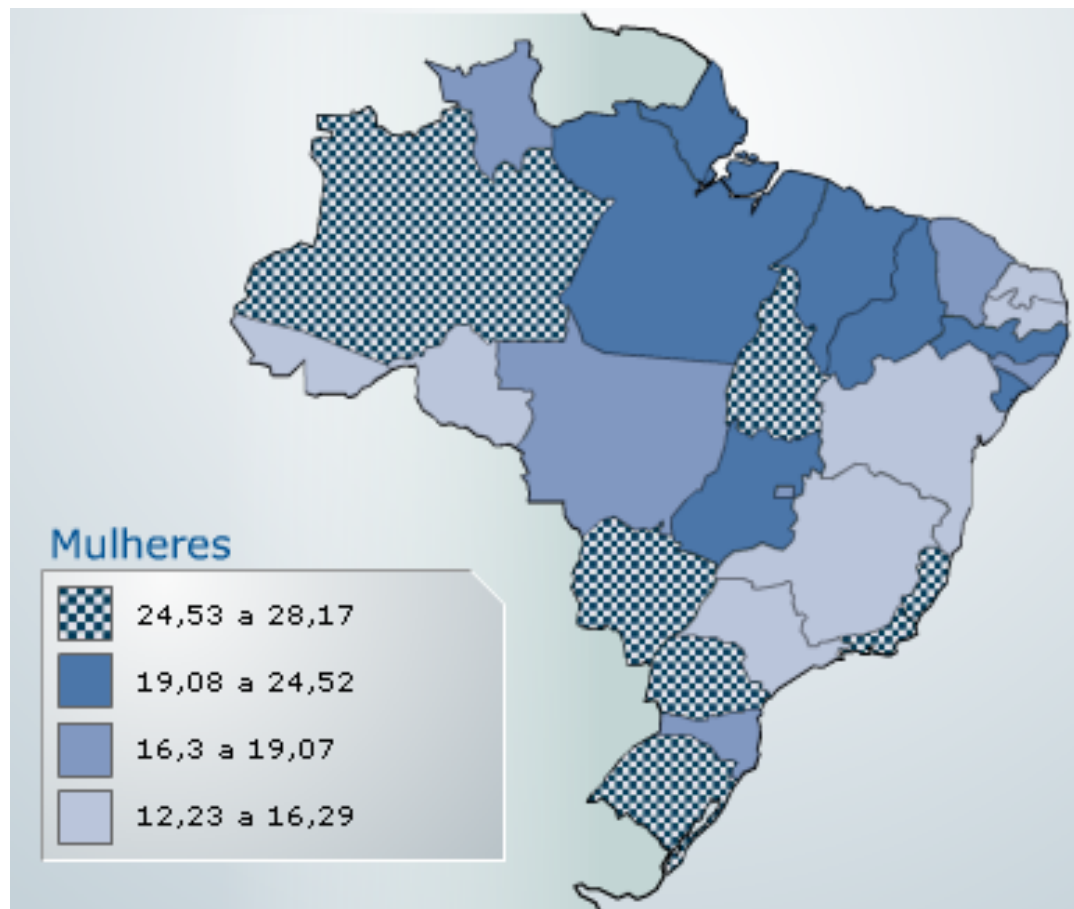 Mulheres
24,53 a 28,17
19,08 a 24,52
16,3 a 19,07
12,23 a 16,29